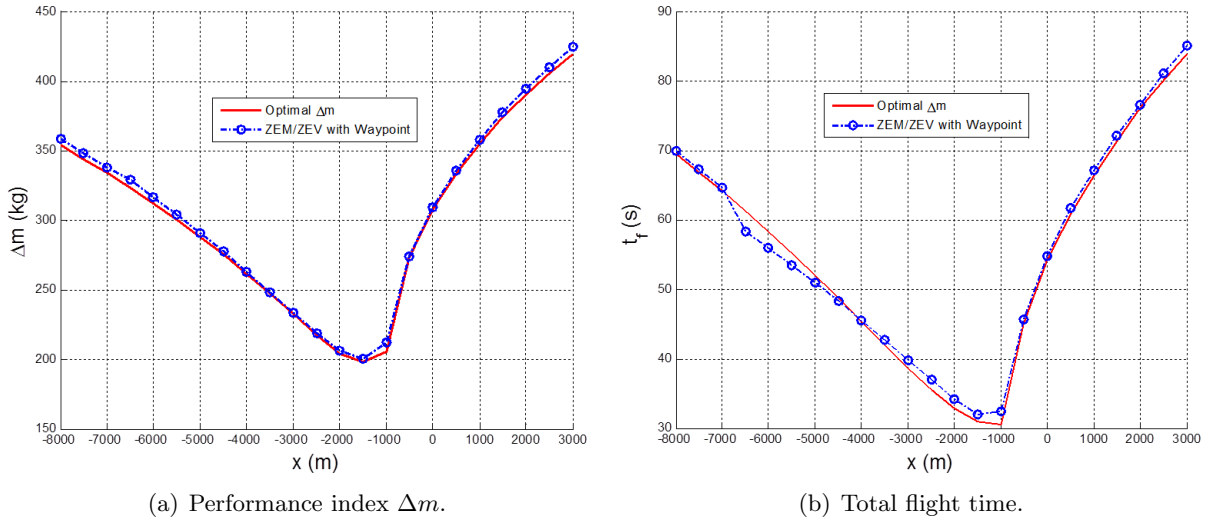 450
400
350
300
250
200
150
Δm (kg)
Optimal Δm
ZEM/ZEV with Waypoint
-8000 -7000 -6000 -5000 -4000 -3000 -2000 -1000 0 1000 2000 3000
x (m)
(a) Performance index Δm.
90
80
70
60
50
40
30
t_f (s)
Optimal Δm
ZEM/ZEV with Waypoint
-8000 -7000 -6000 -5000 -4000 -3000 -2000 -1000 0 1000 2000 3000
x (m)
(b) Total flight time.